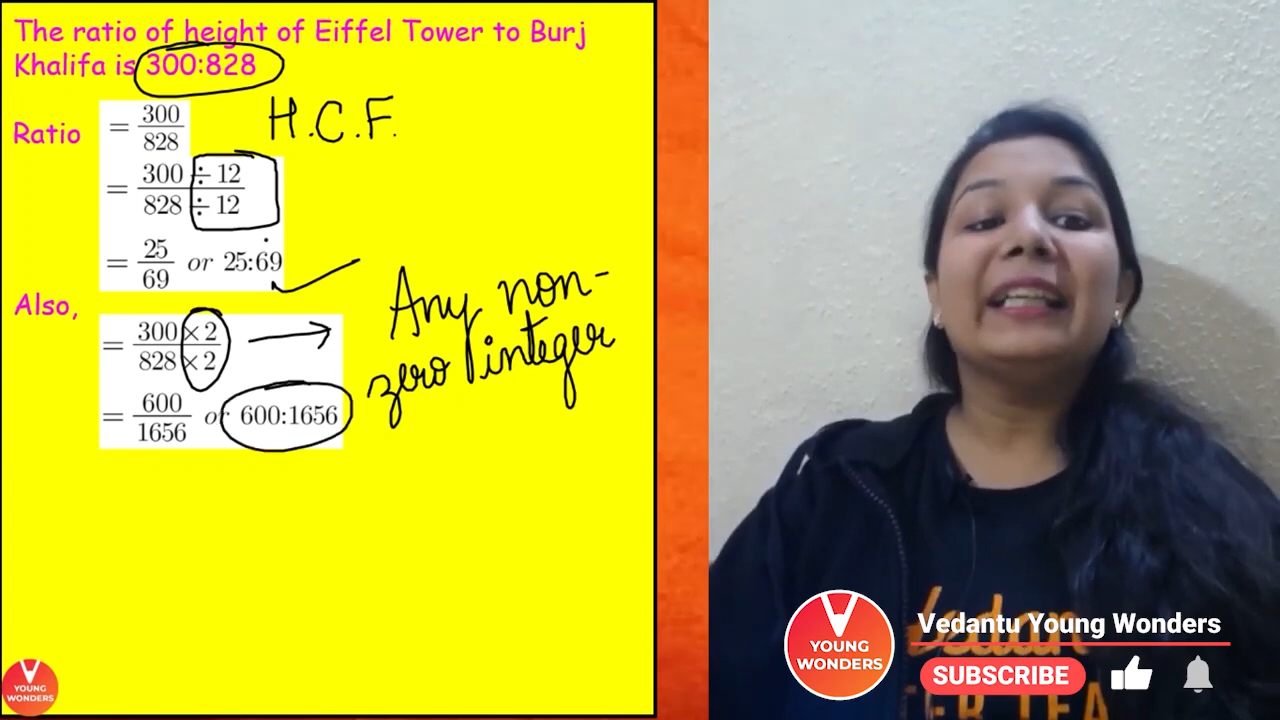 The ratio of height of Eiffel Tower to Burj
Khalifa is 300:828
Ratio
= 300/828
H.C.F.
= 300 ÷ 12/828 ÷ 12
= 25/69 or 25:69
Also,
= 300 × 2/828 × 2
Any non-
zero integer
= 600/1656 or 600:1656
YOUNG
WONDERS
YOUNG
WONDERS
Vedantu Young Wonders
SUBSCRIBE